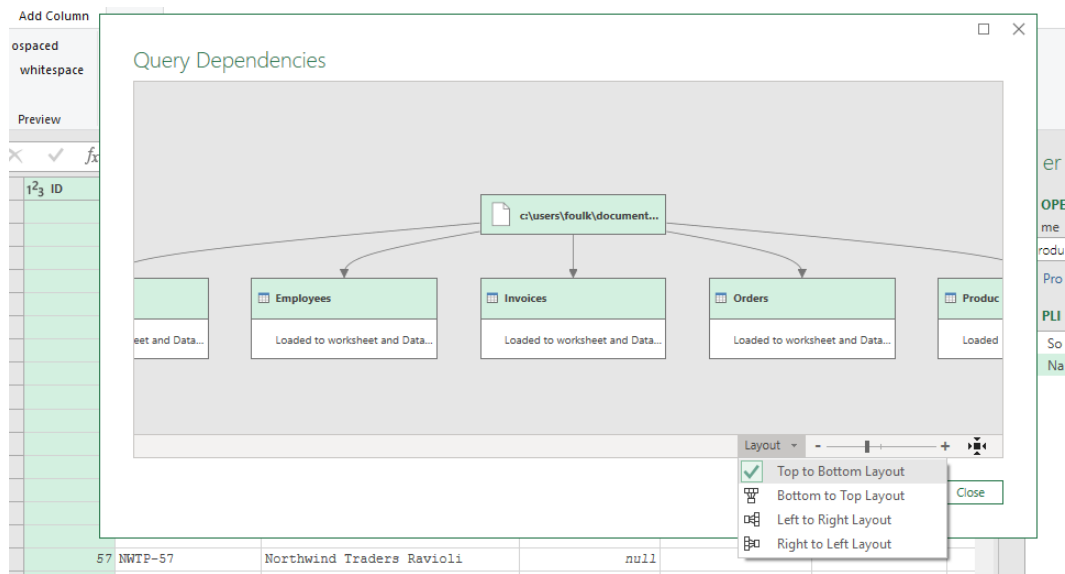 Add Column
ospaced
whitespace
Preview
fx
Query Dependencies
er
1²3 ID
c:\users\foulk\document...
OPE
me
rodu
Pro
Employees
Invoices
Orders
Produc
PLI
eet and Data...
Loaded to worksheet and Data...
Loaded to worksheet and Data...
Loaded to worksheet and Data...
Loaded
So
Na
Layout
- +
Top to Bottom Layout
Close
Bottom to Top Layout
Left to Right Layout
Right to Left Layout
57 NWTP-57 Northwind Traders Ravioli null